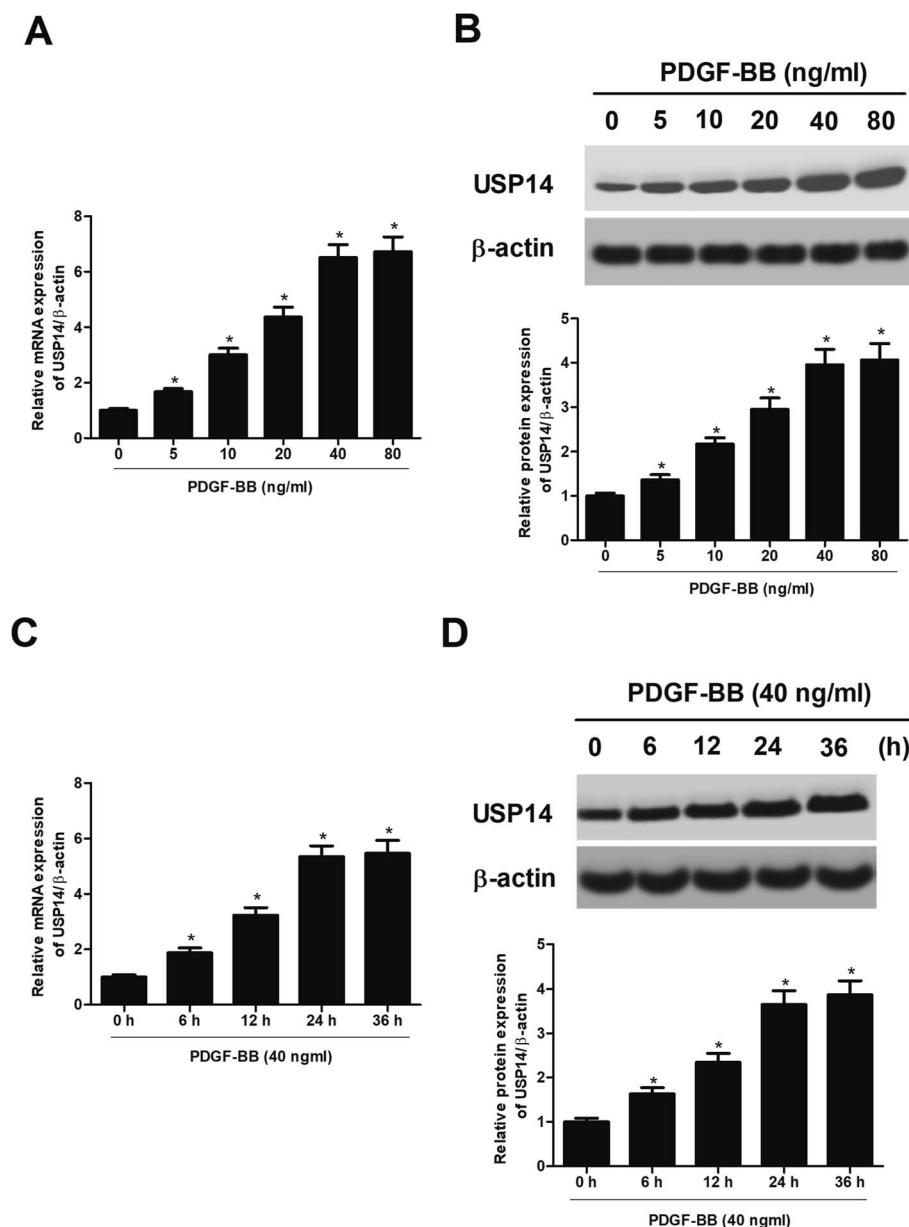 A
Relative mRNA expression
of USP14/β-actin
8
6
4
2
0
* * * * *
0 5 10 20 40 80
PDGF-BB (ng/ml)
B
PDGF-BB (ng/ml)
0 5 10 20 40 80
USP14
β-actin
Relative protein expression
of USP14/β-actin
5
4
3
2
1
0
* * * * *
0 5 10 20 40 80
PDGF-BB (ng/ml)
C
Relative mRNA expression
of USP14/β-actin
8
6
4
2
0
* * * *
0 h 6 h 12 h 24 h 36 h
PDGF-BB (40 ngml)
D
PDGF-BB (40 ng/ml)
0 6 12 24 36 (h)
USP14
β-actin
Relative protein expression
of USP14/β-actin
5
4
3
2
1
0
* * * *
0 h 6 h 12 h 24 h 36 h
PDGF-BB (40 ngml)